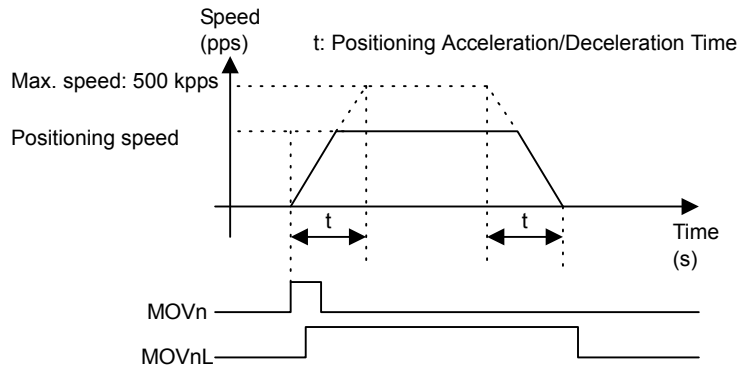 Speed
(pps)
t: Positioning Acceleration/Deceleration Time
Max. speed: 500 kpps
Positioning speed
t
t
Time
(s)
MOVn
MOVnL